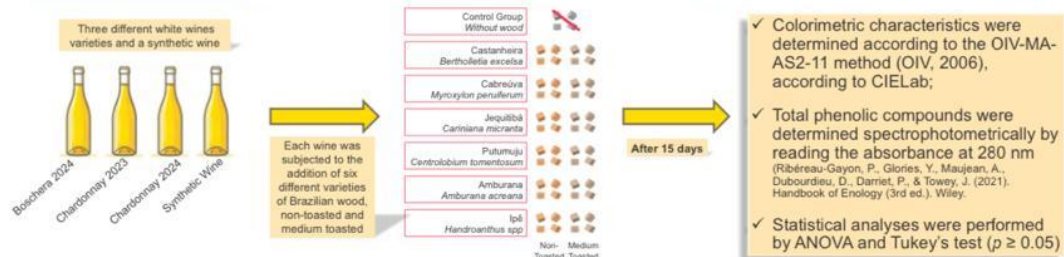 Three different white wines
varieties and a synthetic wine
Boschera 2024
Chardonnay 2023
Chardonnay 2024
Synthetic Wine
Each wine was
subjected to the
addition of six
different varieties
of Brazilian wood,
non-toasted and
medium toasted
Control Group
Without wood
Castanheira
Bertholletia excelsa
Cabreúva
Myroxylon peruiferum
Jequitibá
Cariniana micranta
Putumuju
Centrolobium tomentosum
Amburana
Amburana acreana
Ipê
Handroanthus spp
Non-
Toasted
Medium
Toasted
After 15 days
✓ Colorimetric characteristics were
determined according to the OIV-MA-
AS2-11 method (OIV, 2006),
according to CIELab;
✓ Total phenolic compounds were
determined spectrophotometrically by
reading the absorbance at 280 nm
(Ribéreau-Gayon, P., Glories, Y., Maujean, A.,
Dubourdieu, D., Darriet, P., & Towey, J. (2021).
Handbook of Enology (3rd ed.). Wiley.
✓ Statistical analyses were performed
by ANOVA and Tukey's test (p ≥ 0.05)